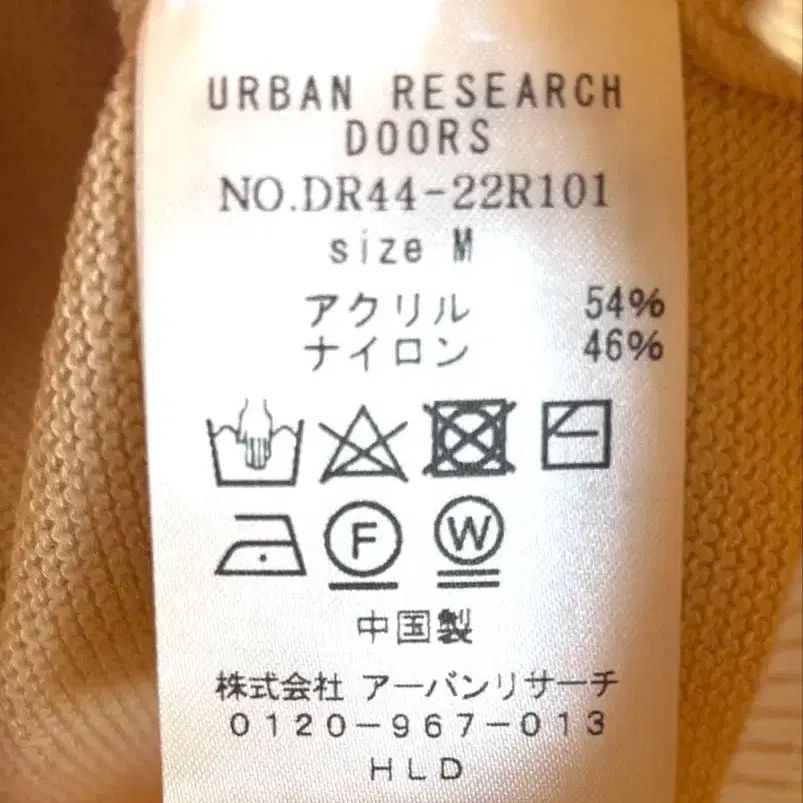 URBAN RESEARCH
DOORS
NO.DR44-22R101
size M
アクリル 54%
ナイロン 46%
F W
中国製
株式会社 アーバンリサーチ
0120-967-013
HLD